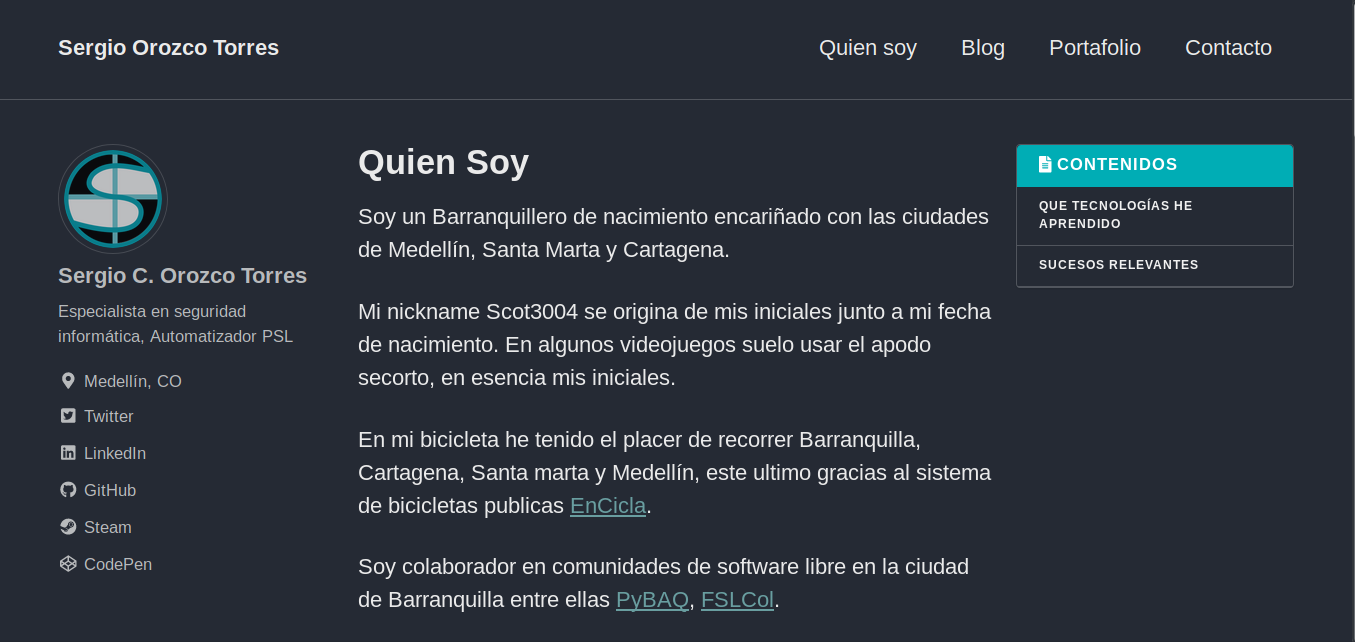 Sergio Orozco Torres
Quien soy
Blog
Portafolio
Contacto
Sergio C. Orozco Torres
Especialista en seguridad
informática, Automatizador PSL
Medellín, CO
Twitter
LinkedIn
GitHub
Steam
CodePen
Quien Soy
Soy un Barranquillero de nacimiento encariñado con las ciudades
de Medellín, Santa Marta y Cartagena.
Mi nickname Scot3004 se origina de mis iniciales junto a mi fecha
de nacimiento. En algunos videojuegos suelo usar el apodo
secorto, en esencia mis iniciales.
En mi bicicleta he tenido el placer de recorrer Barranquilla,
Cartagena, Santa marta y Medellín, este ultimo gracias al sistema
de bicicletas publicas EnCicla.
Soy colaborador en comunidades de software libre en la ciudad
de Barranquilla entre ellas PyBAQ, FSLCol.
CONTENIDOS
QUE TECNOLOGÍAS HE
APRENDIDO
SUCESOS RELEVANTES